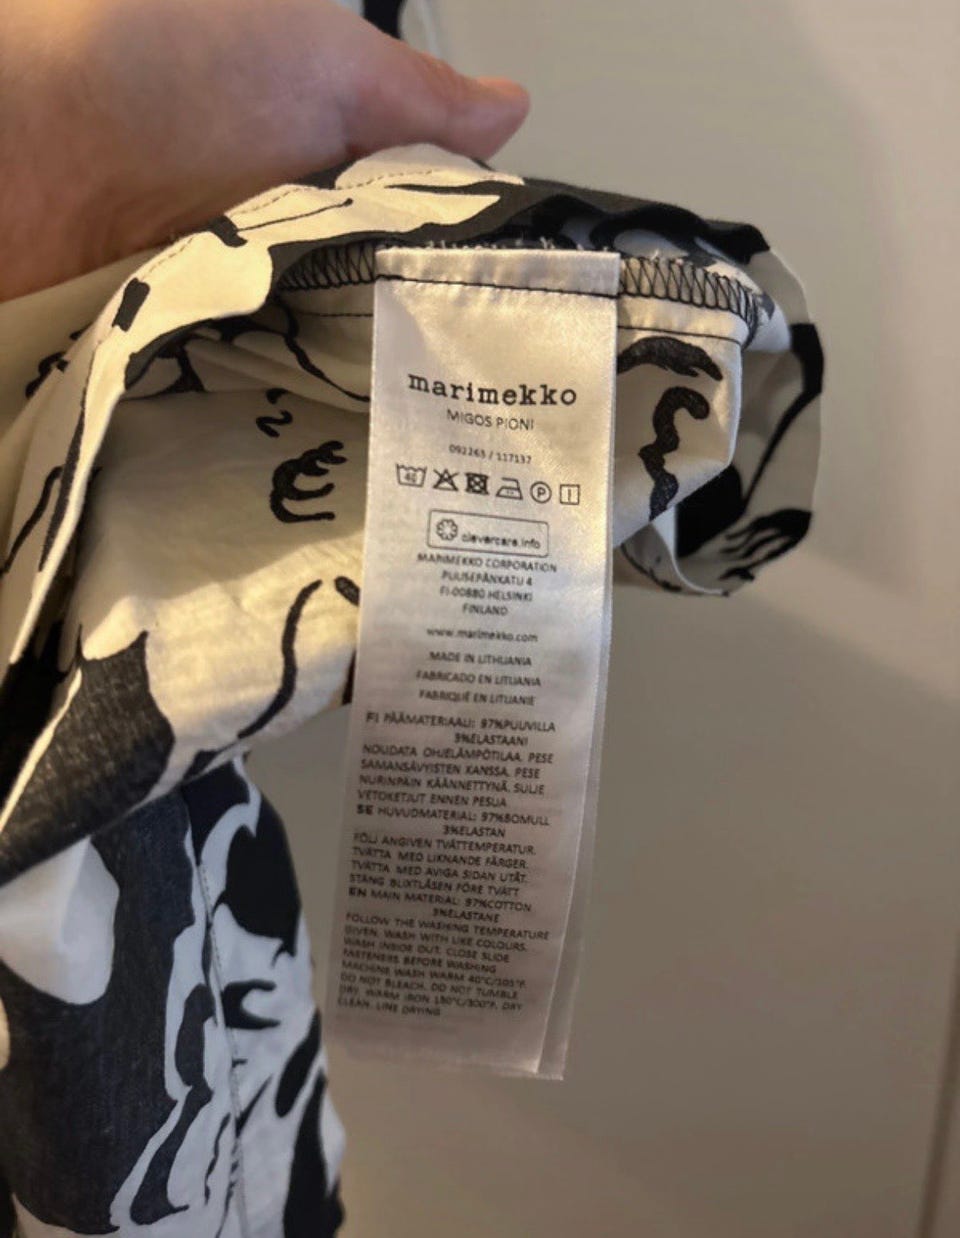 marimekko
MIGOS PIONI
092265 / 117137
40
P
clevercare.info
MARIMEKKO CORPORATION
PUUSEPÄNKATU 4
FI-00880 HELSINKI
FINLAND
www.marimekko.com
MADE IN LITHUANIA
FABRICADO EN LITUANIA
FABRIQUÉ EN LITUANIE
FI PÄÄMATERIAALI: 97%PUUVILLA
3%ELASTAANI
NOUDATA OHJELÄMPÖTILAA, PESE
SAMANSÄVYISTEN KANSSA, PESE
NURINPÄIN KÄÄNNETTYNÄ, SULJE
VETOKETJUT ENNEN PESUA
SE HUVUDMATERIAL: 97%BOMULL
3%ELASTAN
FÖLJ ANGIVEN TVÄTTEMPERATUR.
TVÄTTA MED LIKNANDE FÄRGER.
TVÄTTA MED AVIGA SIDAN UTÅT.
STÄNG BLIXTLÅSEN FÖRE TVÄTT
EN MAIN MATERIAL: 97%COTTON
3%ELASTANE
FOLLOW THE WASHING TEMPERATURE
GIVEN. WASH WITH LIKE COLOURS.
WASH INSIDE OUT. CLOSE SLIDE
FASTENERS BEFORE WASHING
MACHINE WASH WARM 40°C/105°F.
DO NOT BLEACH. DO NOT TUMBLE
DRY. WARM IRON 150°C/300°F. DRY
CLEAN. LINE DRYING